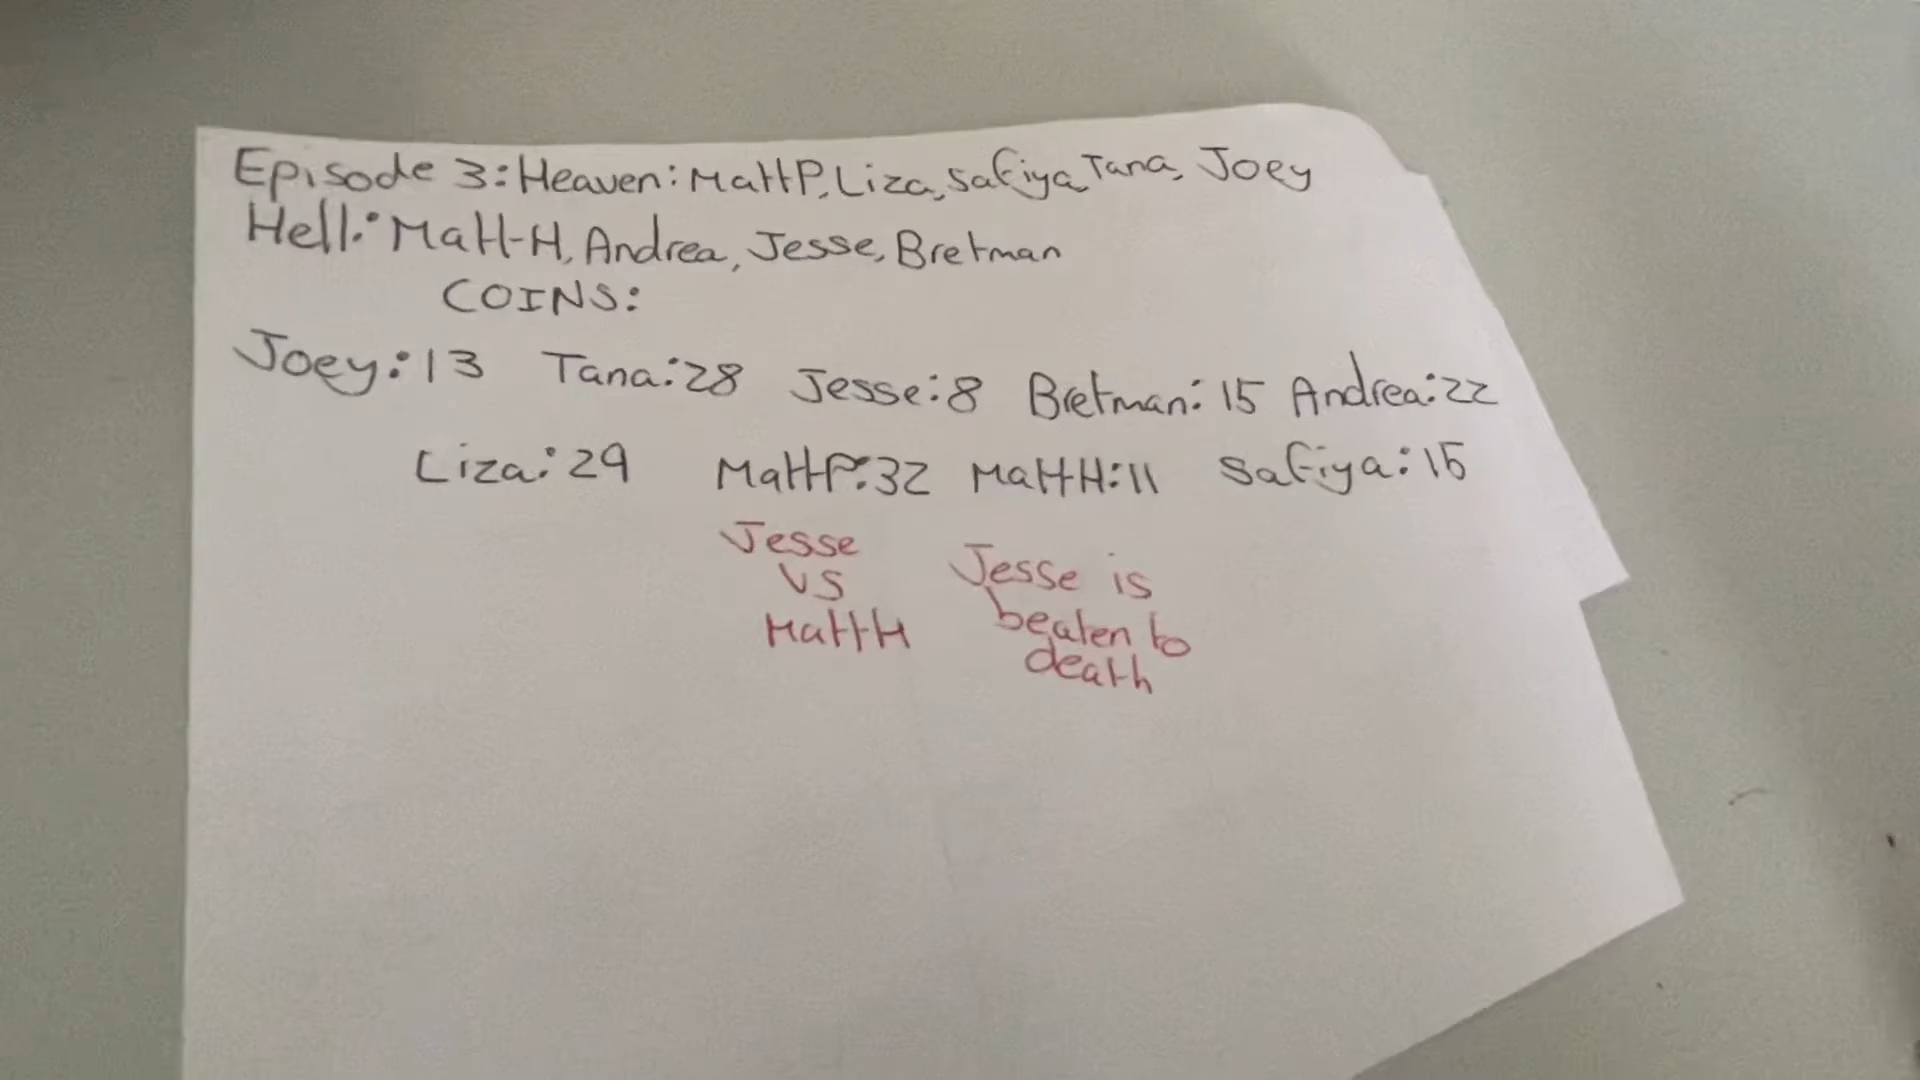 Episode 3: Heaven: MattP, Liza, Safiya, Tana, Joey
Hell: Matt-H, Andrea, Jesse, Bretman
COINS:
Joey: 13 Tana: 28 Jesse: 8 Bretman: 15 Andrea: 22
Liza: 29 MattP: 32 MattH: 11 Safiya: 15
Jesse
VS
MattH
Jesse is
beaten to
death